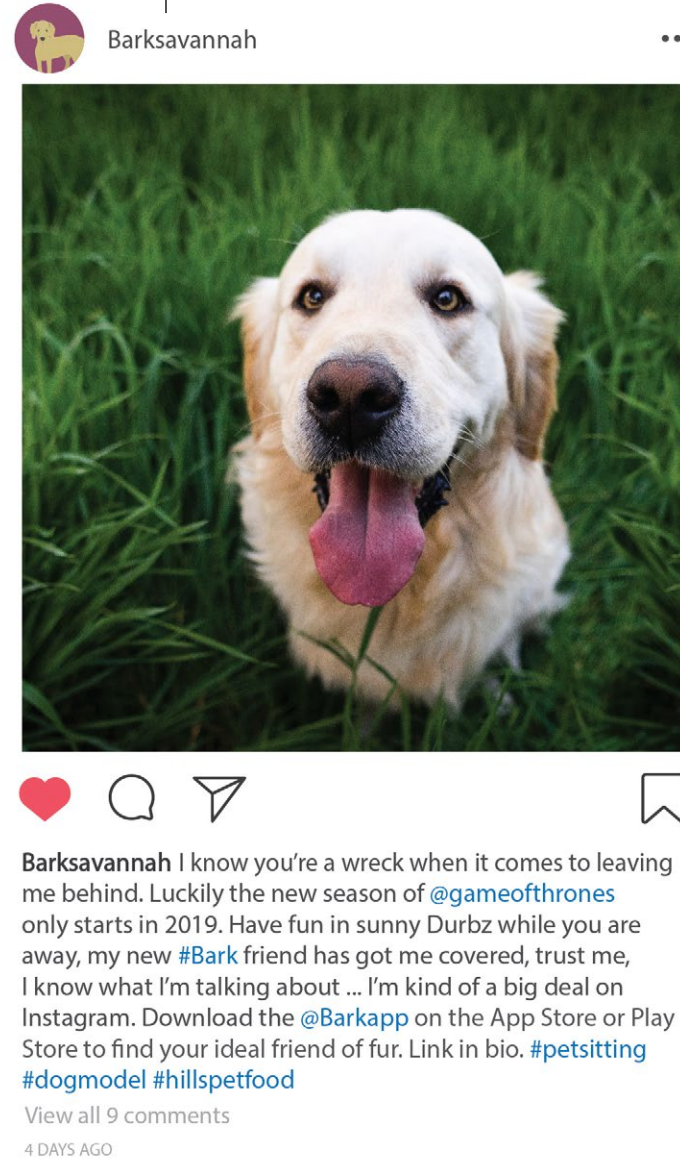 Barksavannah
Barksavannah I know you're a wreck when it comes to leaving
me behind. Luckily the new season of @gameofthrones
only starts in 2019. Have fun in sunny Durbz while you are
away, my new #Bark friend has got me covered, trust me,
I know what I'm talking about ... I'm kind of a big deal on
Instagram. Download the @Barkapp on the App Store or Play
Store to find your ideal friend of fur. Link in bio. #petsitting
#dogmodel #hillspetfood
View all 9 comments
4 DAYS AGO